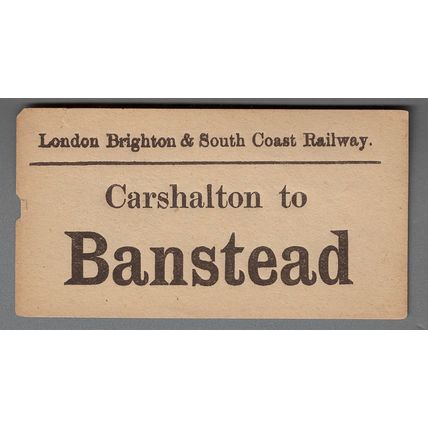 London Brighton & South Coast Railway.
Carshalton to
Banstead